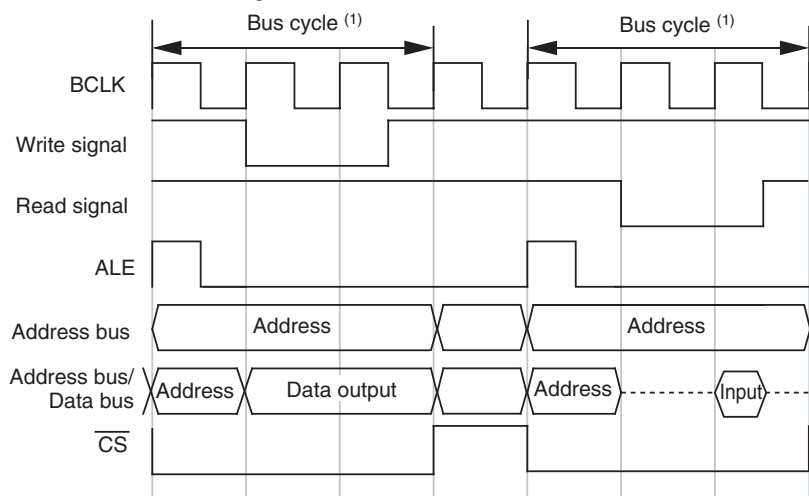 Bus cycle (1) Bus cycle (1)
BCLK
Write signal
Read signal
ALE
Address bus Address Address
Address bus/
Data bus Address Data output Address Input
CS